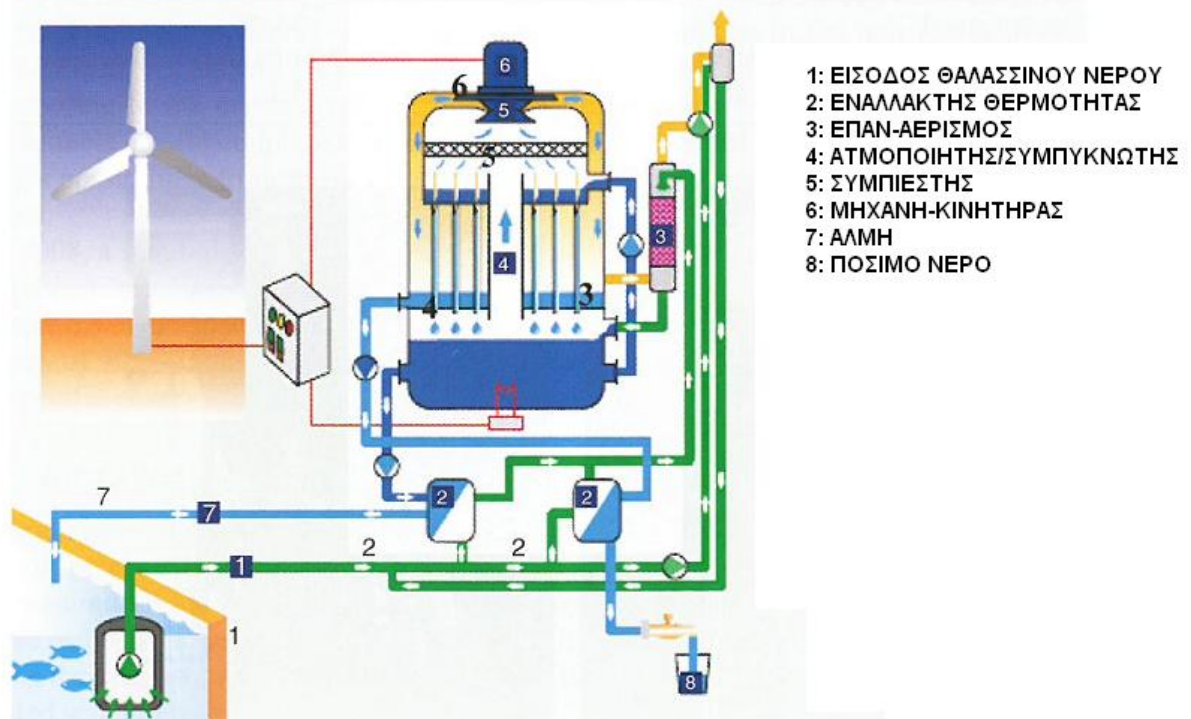 6
6
5
5
3
4
3
4
1: ΕΙΣΟΔΟΣ ΘΑΛΑΣΣΙΝΟΥ ΝΕΡΟΥ
2: ΕΝΑΛΛΑΚΤΗΣ ΘΕΡΜΟΤΗΤΑΣ
3: ΕΠΑΝ-ΑΕΡΙΣΜΟΣ
4: ΑΤΜΟΠΟΙΗΤΗΣ/ΣΥΜΠΥΚΝΩΤΗΣ
5: ΣΥΜΠΙΕΣΤΗΣ
6: ΜΗΧΑΝΗ-ΚΙΝΗΤΗΡΑΣ
7: ΑΛΜΗ
8: ΠΟΣΙΜΟ ΝΕΡΟ
2
2
7
7
2
2
1
1
8